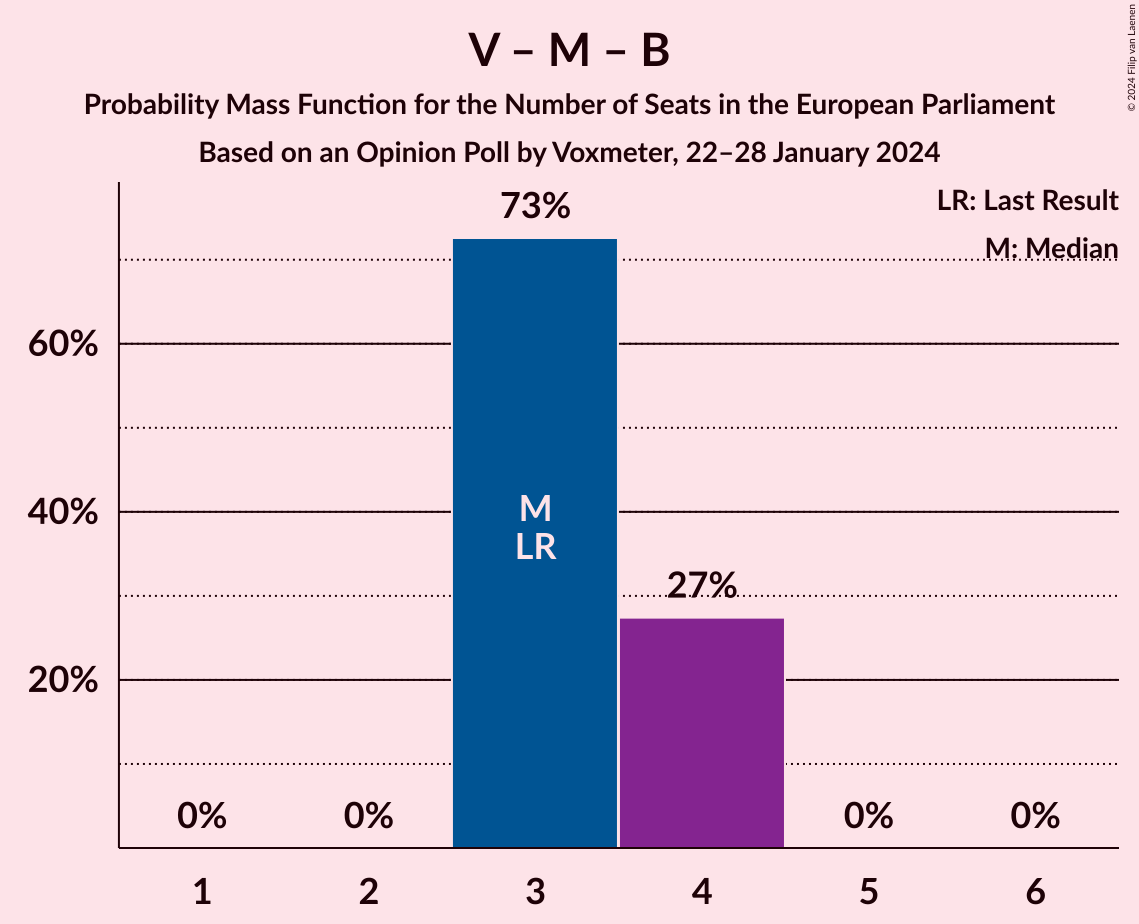 V – M – B
Probability Mass Function for the Number of Seats in the European Parliament
Based on an Opinion Poll by Voxmeter, 22–28 January 2024
© 2024 Filip van Laenen
LR: Last Result
M: Median
73%
60%
40%
20%
M
LR
27%
0%
0%
0%
0%
1
2
3
4
5
6